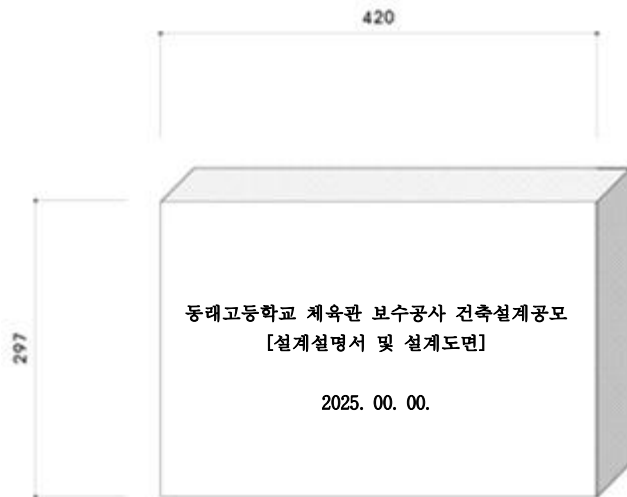 420
297
동래고등학교 체육관 보수공사 건축설계공모
[설계설명서 및 설계도면]
2025. 00. 00.